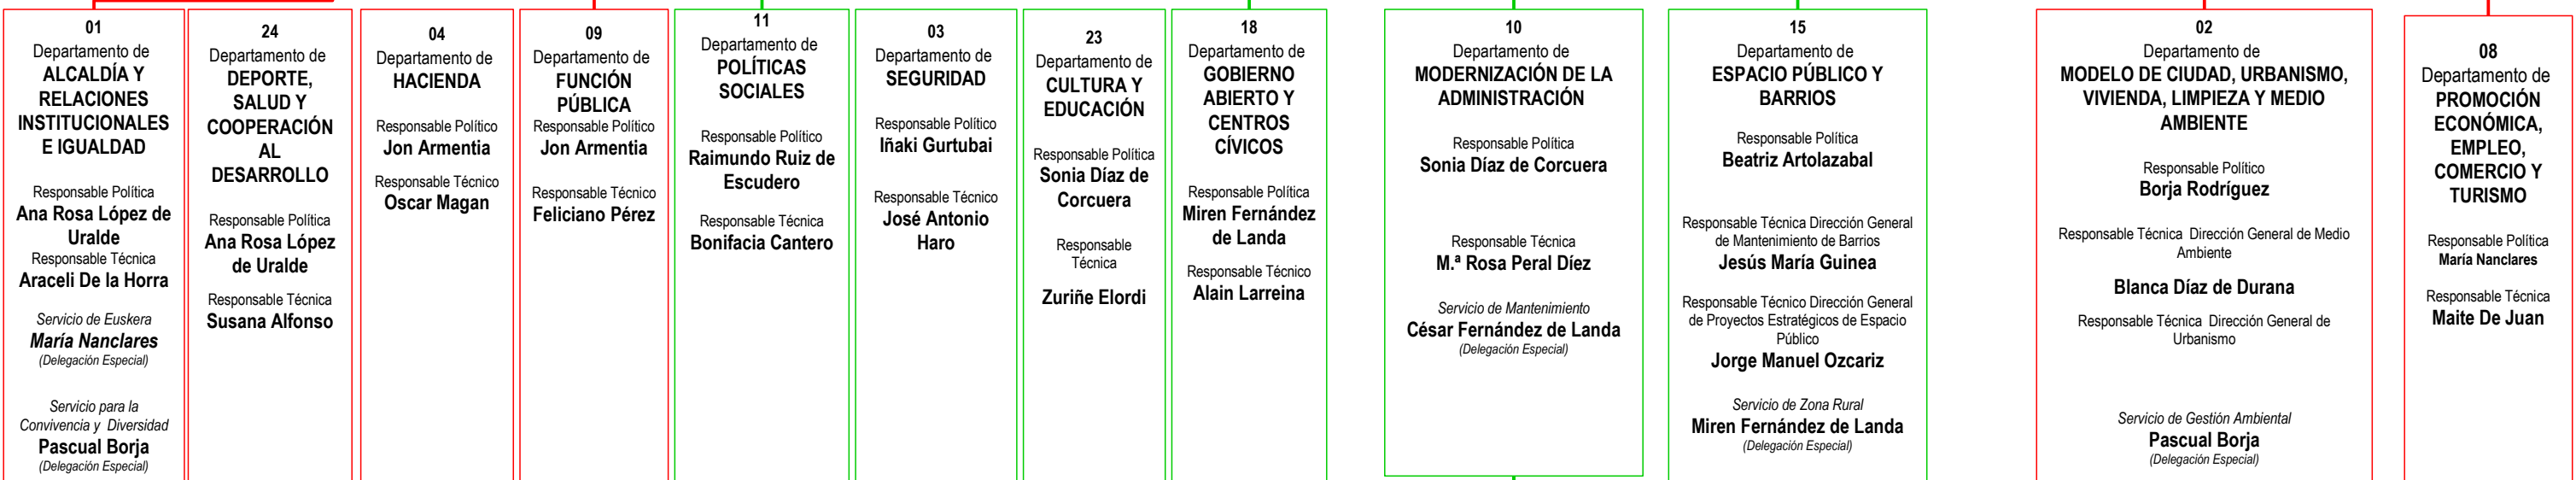 01
Departamento de
ALCALDÍA Y
RELACIONES
INSTITUCIONALES
E IGUALDAD
Responsable Política
Ana Rosa López de
Uralde
Responsable Técnica
Araceli De la Horra
Servicio de Euskera
María Nanclares
(Delegación Especial)
Servicio para la
Convivencia y Diversidad
Pascual Borja
(Delegación Especial)
24
Departamento de
DEPORTE,
SALUD Y
COOPERACIÓN
AL
DESARROLLO
Responsable Política
Ana Rosa López
de Uralde
Responsable Técnica
Susana Alfonso
04
Departamento de
HACIENDA
Responsable Político
Jon Armentia
Responsable Técnico
Oscar Magan
09
Departamento de
FUNCIÓN
PÚBLICA
Responsable Político
Jon Armentia
Responsable Técnico
Feliciano Pérez
11
Departamento de
POLÍTICAS
SOCIALES
Responsable Político
Raimundo Ruiz de
Escudero
Responsable Técnica
Bonifacia Cantero
03
Departamento de
SEGURIDAD
Responsable Político
Iñaki Gurtubai
Responsable Técnico
José Antonio
Haro
23
Departamento de
CULTURA Y
EDUCACIÓN
Responsable Política
Sonia Díaz de
Corcuera
Responsable
Técnica
Zuriñe Elordi
18
Departamento de
GOBIERNO
ABIERTO Y
CENTROS
CÍVICOS
Responsable Política
Miren Fernández
de Landa
Responsable Técnico
Alain Larreina
10
Departamento de
MODERNIZACIÓN DE LA
ADMINISTRACIÓN
Responsable Política
Sonia Díaz de Corcuera
Responsable Técnica
M.ª Rosa Peral Díez
Servicio de Mantenimiento
César Fernández de Landa
(Delegación Especial)
15
Departamento de
ESPACIO PÚBLICO Y
BARRIOS
Responsable Política
Beatriz Artolazabal
Responsable Técnica Dirección General
de Mantenimiento de Barrios
Jesús María Guinea
Responsable Técnico Dirección General
de Proyectos Estratégicos de Espacio
Público
Jorge Manuel Ozcariz
Servicio de Zona Rural
Miren Fernández de Landa
(Delegación Especial)
02
Departamento de
MODELO DE CIUDAD, URBANISMO,
VIVIENDA, LIMPIEZA Y MEDIO
AMBIENTE
Responsable Político
Borja Rodríguez
Responsable Técnica Dirección General de Medio
Ambiente
Blanca Díaz de Durana
Responsable Técnica Dirección General de
Urbanismo
Servicio de Gestión Ambiental
Pascual Borja
(Delegación Especial)
08
Departamento de
PROMOCIÓN
ECONÓMICA,
EMPLEO,
COMERCIO Y
TURISMO
Responsable Política
María Nanclares
Responsable Técnica
Maite De Juan